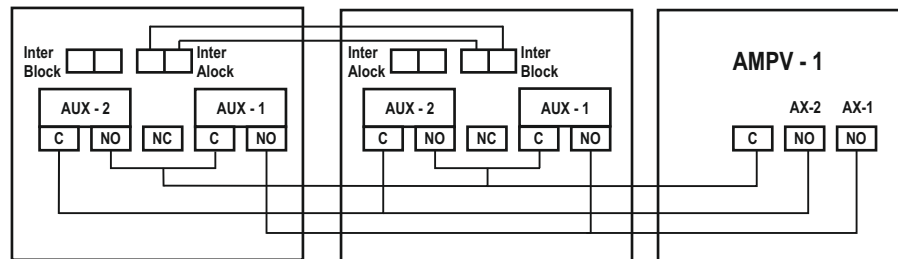 Inter Block
Inter Alock
AUX - 2
AUX - 1
C NO NC C NO
Inter Alock
Inter Block
AUX - 2
AUX - 1
C NO NC C NO
AMPV - 1
AX-2 AX-1
C NO NO